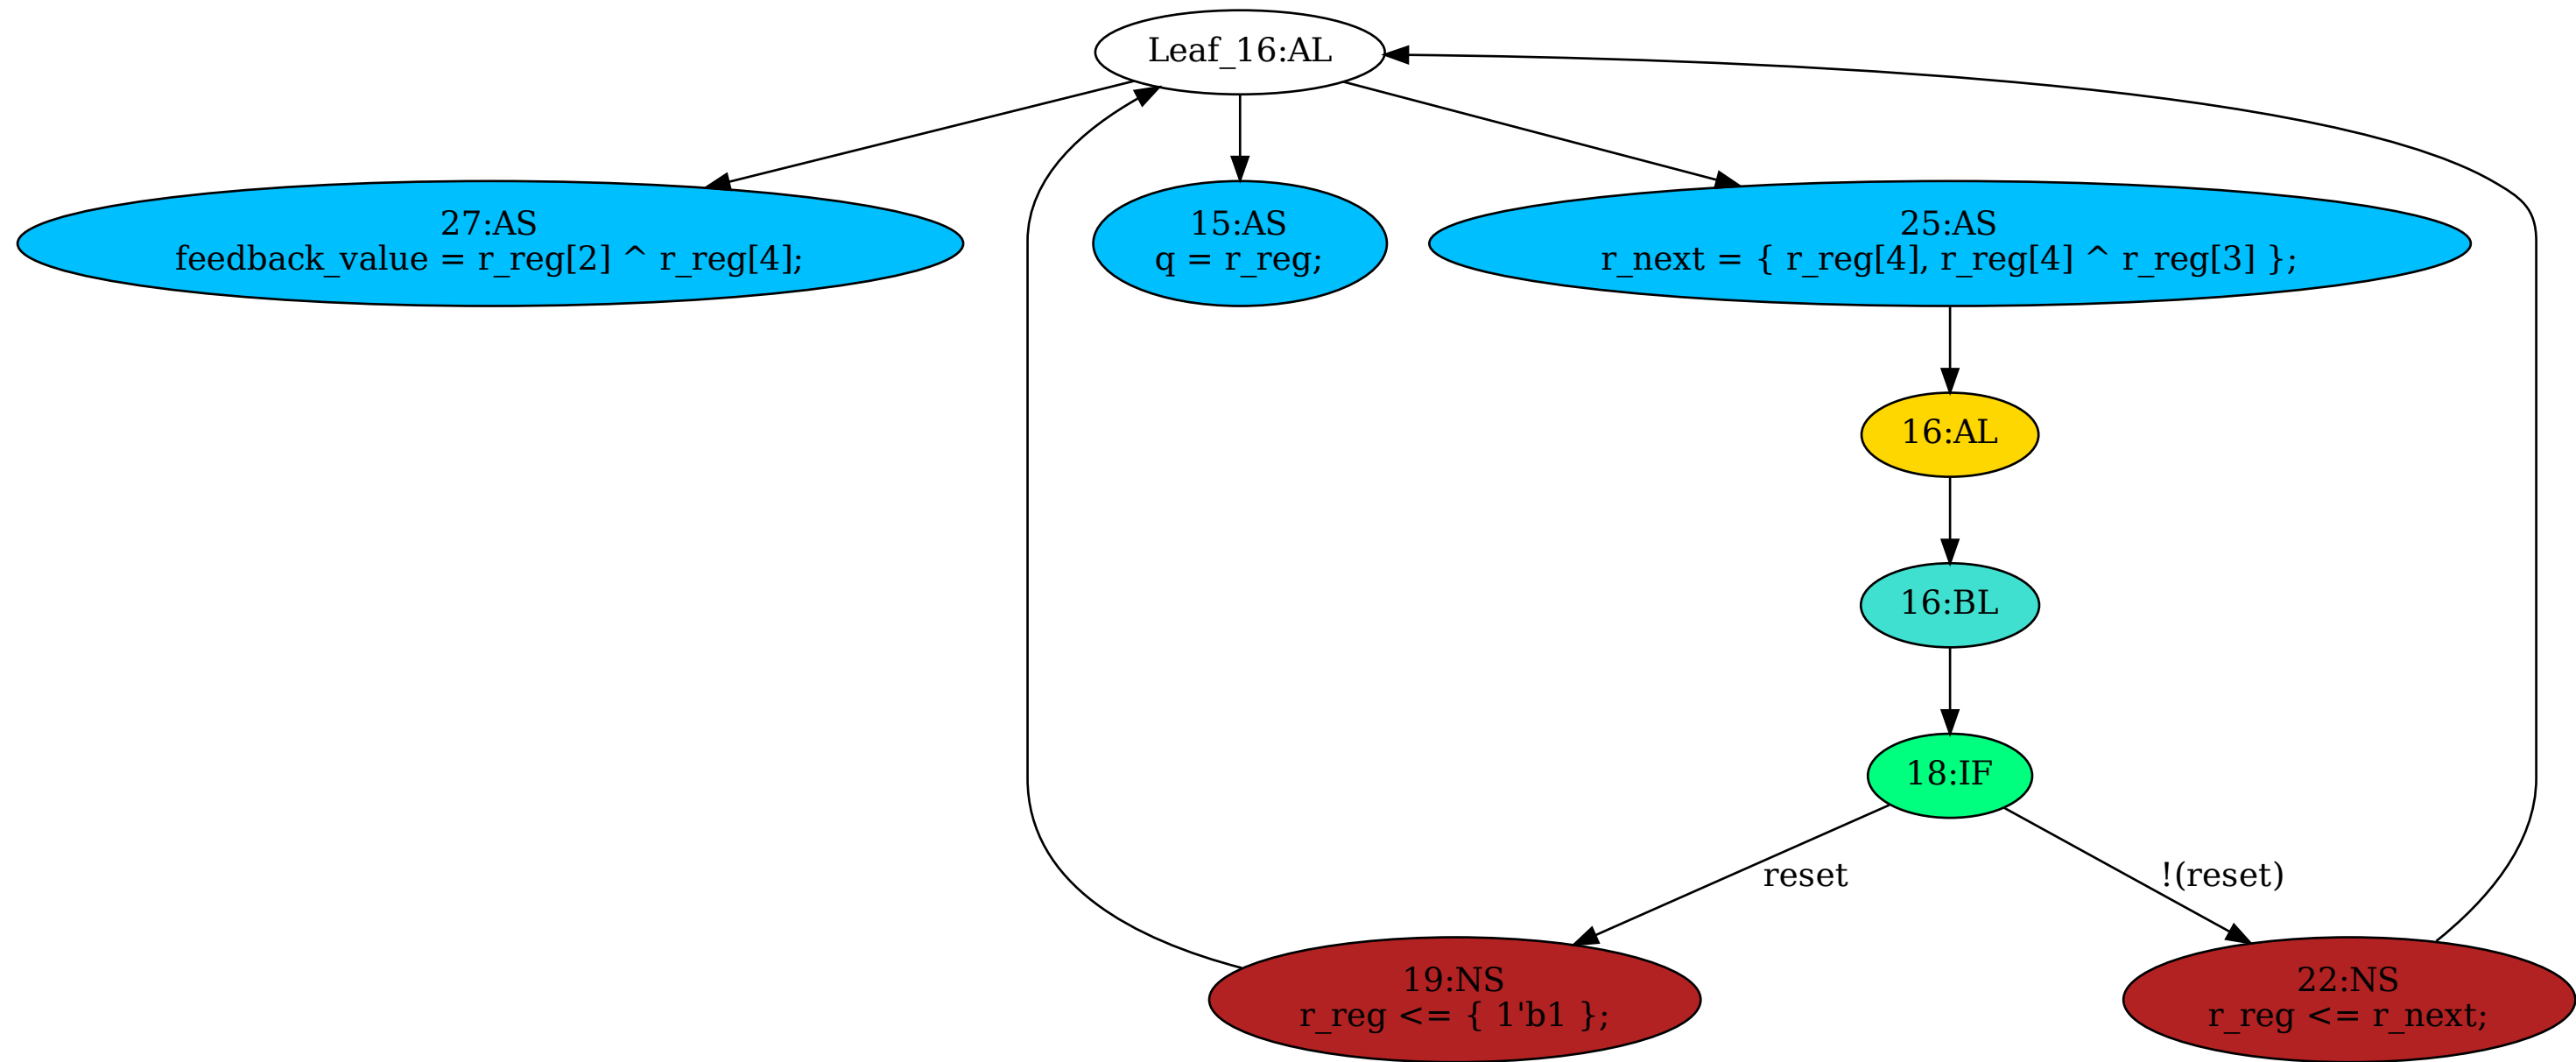 Leaf_16:AL
27:AS
feedback_value = r_reg[2] ^ r_reg[4];
15:AS
q = r_reg;
25:AS
r_next = { r_reg[4], r_reg[4] ^ r_reg[3] };
16:AL
16:BL
18:IF
reset
!(reset)
19:NS
r_reg <= { 1'b1 };
22:NS
r_reg <= r_next;